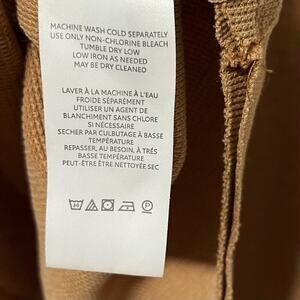 MACHINE WASH COLD SEPARATELY
USE ONLY NON-CHLORINE BLEACH
TUMBLE DRY LOW
LOW IRON AS NEEDED
MAY BE DRY CLEANED
LAVER À LA MACHINE À L'EAU
FROIDE SÉPARÉMENT
UTILISER UN AGENT DE
BLANCHIMENT SANS CHLORE
SI NÉCESSAIRE
SECHER PAR CULBUTAGE À BASSE
TEMPÉRATURE
REPASSER, AU BESOIN, À TRÈS
BASSE TEMPÉRATURE
PEUT-ÊTRE ÊTRE NETTOYÉE SEC